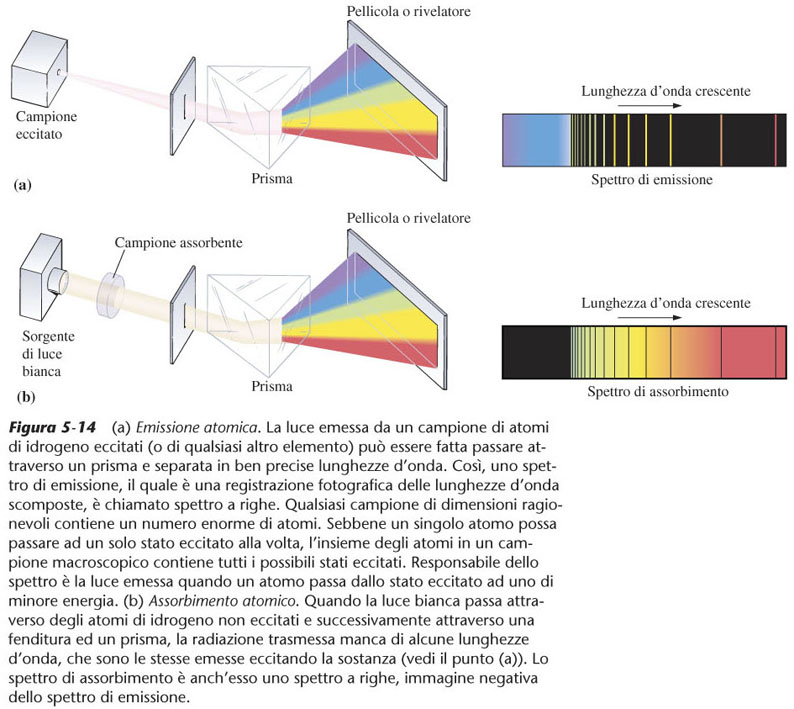 Pellicola o rivelatore
Campione
eccitato
Prisma
(a)
Lunghezza d'onda crescente
Spettro di emissione
Pellicola o rivelatore
Campione assorbente
Sorgente
di luce
bianca
Prisma
(b)
Lunghezza d'onda crescente
Spettro di assorbimento
Figura 5-14 (a) Emissione atomica. La luce emessa da un campione di atomi
di idrogeno eccitati (o di qualsiasi altro elemento) può essere fatta passare at-
traverso un prisma e separata in ben precise lunghezze d'onda. Così, uno spet-
tro di emissione, il quale è una registrazione fotografica delle lunghezze d'onda
scomposte, è chiamato spettro a righe. Qualsiasi campione di dimensioni ragio-
nevoli contiene un numero enorme di atomi. Sebbene un singolo atomo possa
passare ad un solo stato eccitato alla volta, l'insieme degli atomi in un cam-
pione macroscopico contiene tutti i possibili stati eccitati. Responsabile dello
spettro è la luce emessa quando un atomo passa dallo stato eccitato ad uno di
minore energia. (b) Assorbimento atomico. Quando la luce bianca passa attra-
verso degli atomi di idrogeno non eccitati e successivamente attraverso una
fenditura ed un prisma, la radiazione trasmessa manca di alcune lunghezze
d'onda, che sono le stesse emesse eccitando la sostanza (vedi il punto (a)). Lo
spettro di assorbimento è anch'esso uno spettro a righe, immagine negativa
dello spettro di emissione.